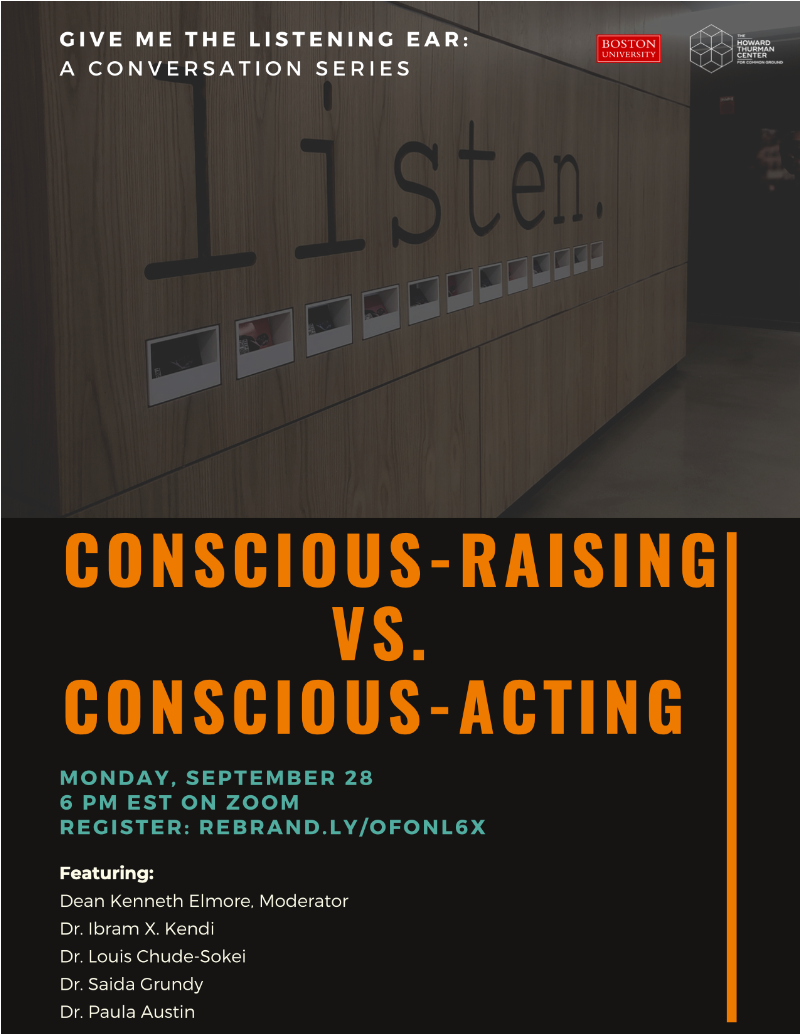 GIVE ME THE LISTENING EAR:
A CONVERSATION SERIES
BOSTON
UNIVERSITY
THE
HOWARD
THURMAN
CENTER
FOR COMMON GROUND
listen.
CONSCIOUS-RAISING
VS.
CONSCIOUS-ACTING
MONDAY, SEPTEMBER 28
6 PM EST ON ZOOM
REGISTER: REBRAND.LY/OFONL6X
Featuring:
Dean Kenneth Elmore, Moderator
Dr. Ibram X. Kendi
Dr. Louis Chude-Sokei
Dr. Saida Grundy
Dr. Paula Austin